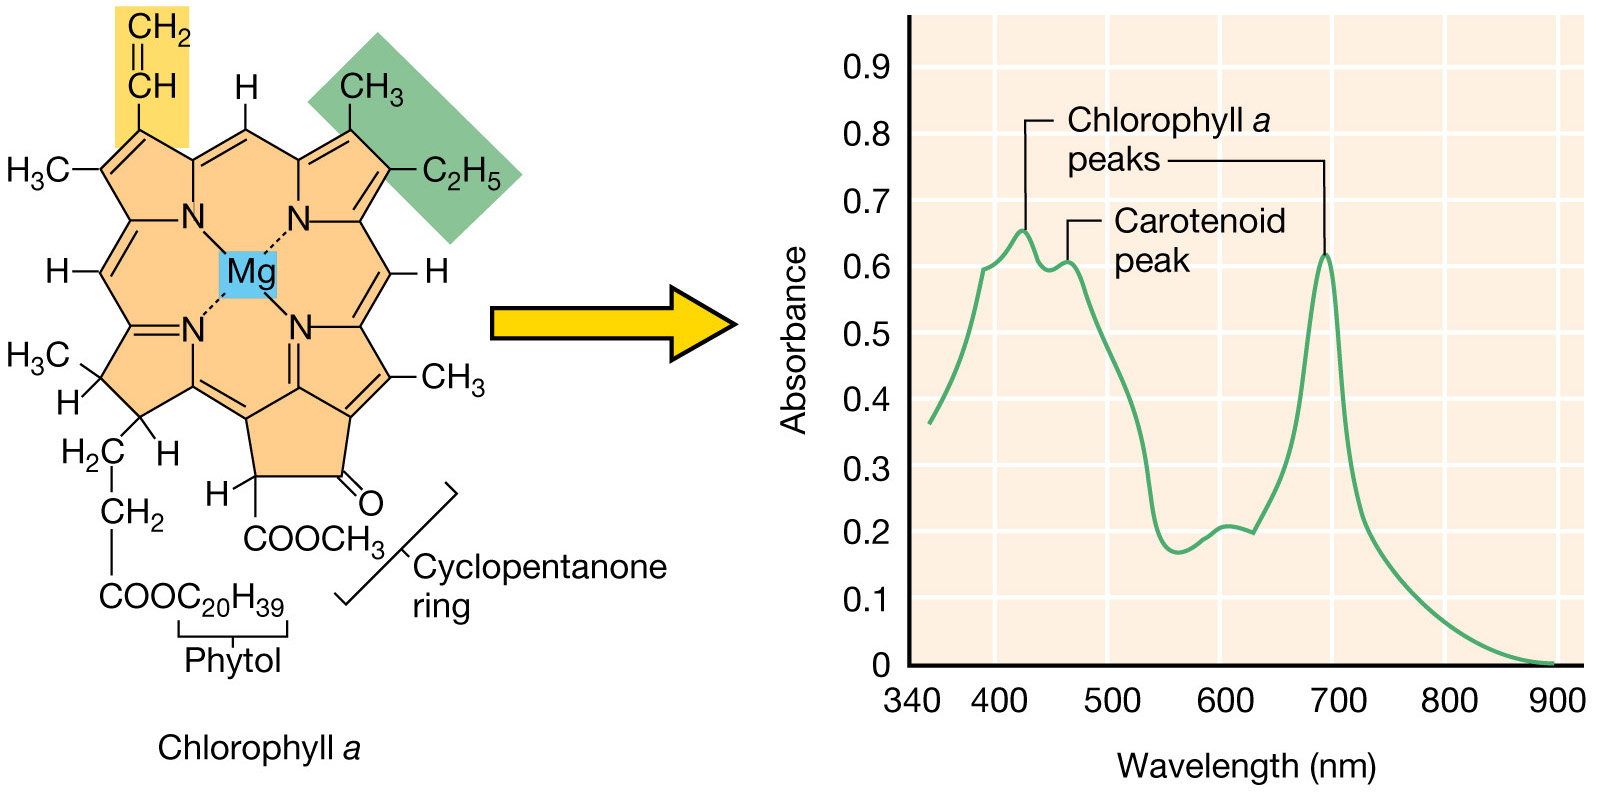 CH₂
CH
H
CH₃
H₃C
C₂H₅
N
N
H
Mg
H
N
N
H₃C
H
CH₃
H₂C
H
CH₂
H
O
COOCH₃
COOC₂₀H₃₉
Cyclopentanone
ring
Phytol
Chlorophyll a
Absorbance
0.9
0.8
0.7
0.6
0.5
0.4
0.3
0.2
0.1
0
Chlorophyll a
peaks
Carotenoid
peak
340 400 500 600 700 800 900
Wavelength (nm)